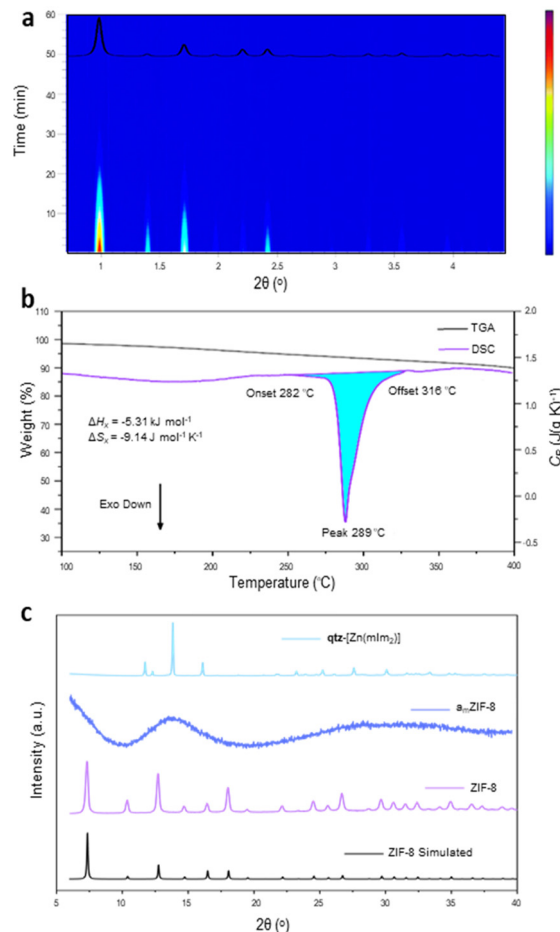 a
60
50
40
30
20
10
Time (min)
1 1.5 2 2.5 3 3.5 4
2θ (°)
b
110
100
90
80
70
60
50
40
30
Weight (%)
2.0
1.5
1.0
0.5
0.0
-0.5
Cₚ (J(g K)⁻¹)
TGA
DSC
Onset 282 °C
Offset 316 °C
ΔHₓ = -5.31 kJ mol⁻¹
ΔSₓ = -9.14 J mol⁻¹ K⁻¹
Exo Down
Peak 289 °C
100 150 200 250 300 350 400
Temperature (°C)
c
Intensity (a.u.)
qtz-[Zn(mIm₂)]
aₘZIF-8
ZIF-8
ZIF-8 Simulated
5 10 15 20 25 30 35 40
2θ (°)